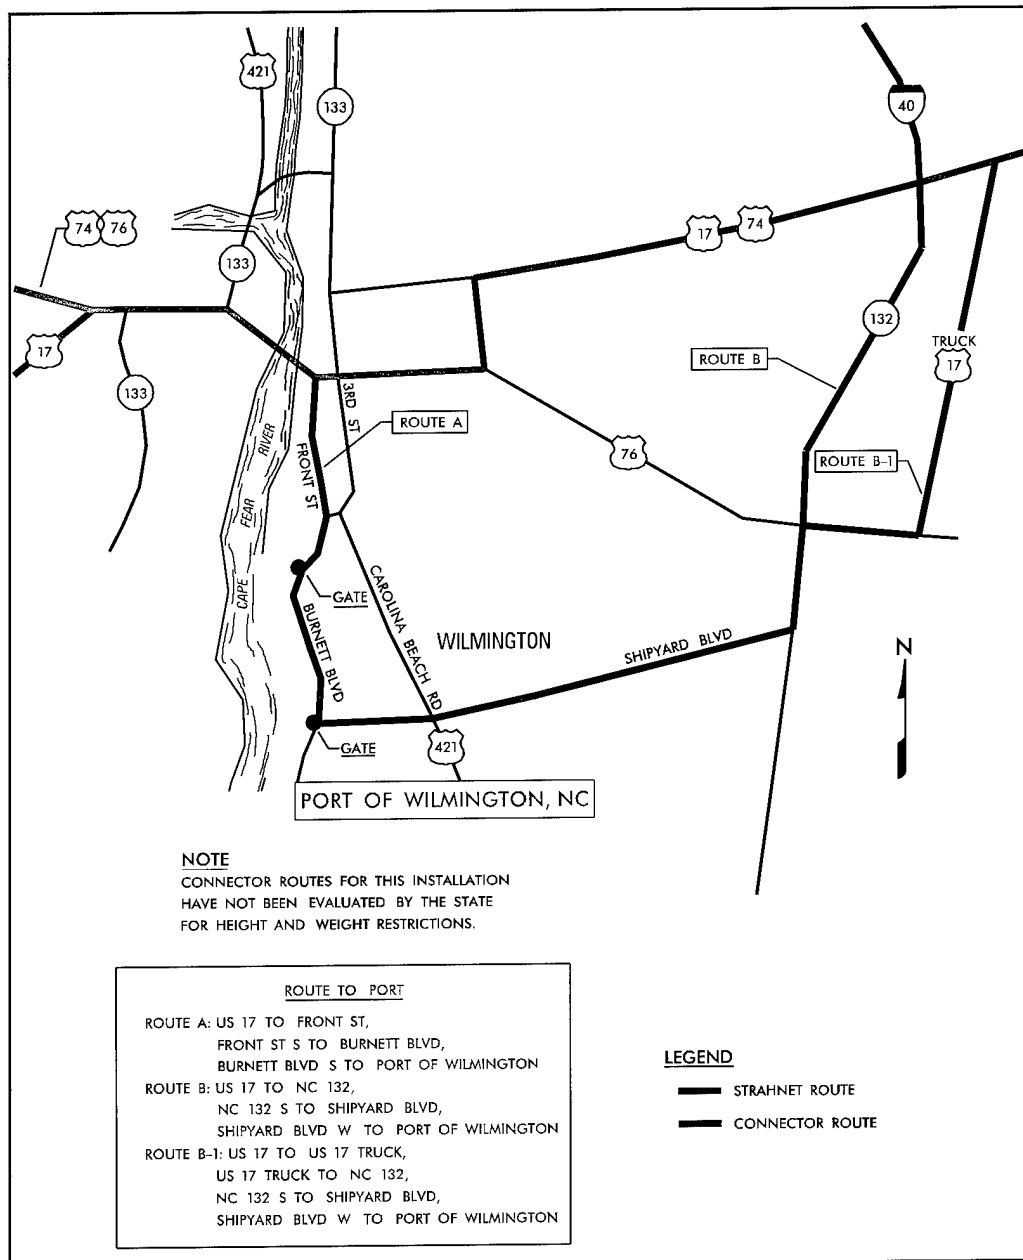 421
133
40
74 76
17 74
133
132
17
TRUCK
17
ROUTE B
133
3RD ST
ROUTE A
RIVER
FRONT ST
76
ROUTE B-1
FEAR
CAPE
GATE
CAROLINA BEACH RD
BURNETT BLVD
WILMINGTON
SHIPYARD BLVD
N
GATE
421
PORT OF WILMINGTON, NC
NOTE
CONNECTOR ROUTES FOR THIS INSTALLATION
HAVE NOT BEEN EVALUATED BY THE STATE
FOR HEIGHT AND WEIGHT RESTRICTIONS.
ROUTE TO PORT
ROUTE A: US 17 TO FRONT ST,
FRONT ST S TO BURNETT BLVD,
BURNETT BLVD S TO PORT OF WILMINGTON
ROUTE B: US 17 TO NC 132,
NC 132 S TO SHIPYARD BLVD,
SHIPYARD BLVD W TO PORT OF WILMINGTON
ROUTE B-1: US 17 TO US 17 TRUCK,
US 17 TRUCK TO NC 132,
NC 132 S TO SHIPYARD BLVD,
SHIPYARD BLVD W TO PORT OF WILMINGTON
LEGEND
STRAHNET ROUTE
CONNECTOR ROUTE